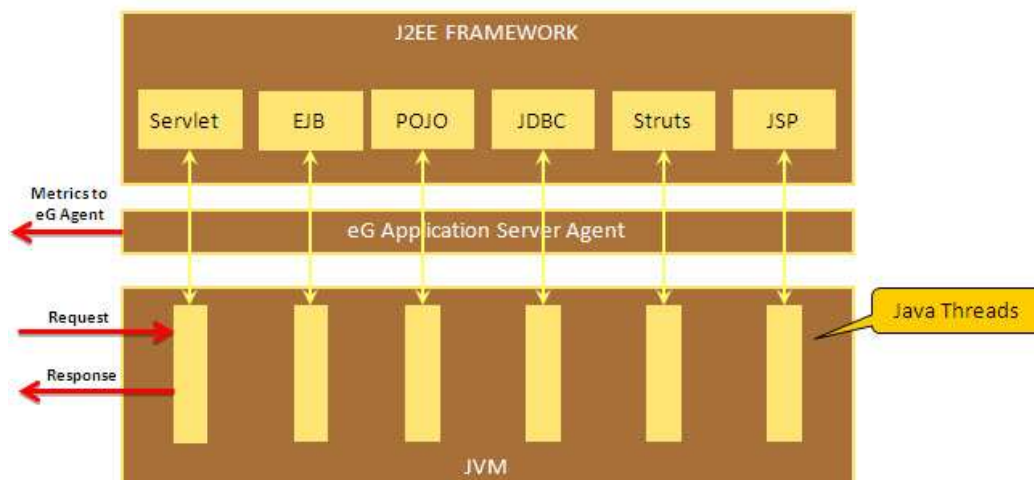 J2EE FRAMEWORK
Servlet
EJB
POJO
JDBC
Struts
JSP
Metrics to
eG Agent
eG Application Server Agent
Request
Response
Java Threads
JVM